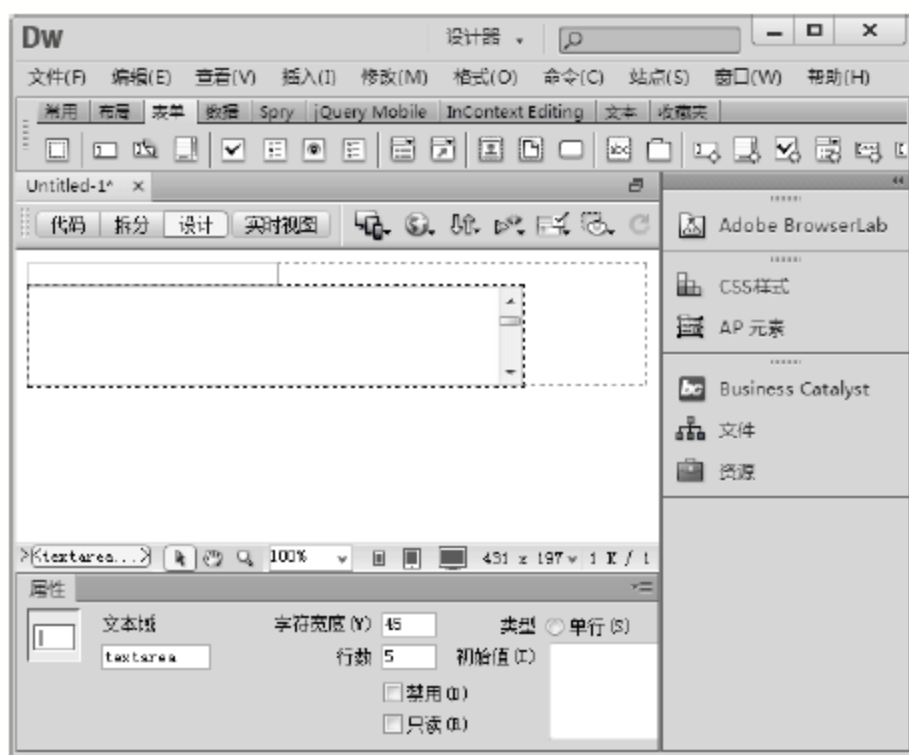 Dw 设计器
文件(F) 编辑(E) 查看(V) 插入(I) 修改(M) 格式(O) 命令(C) 站点(S) 窗口(W) 帮助(H)
常用 布局 表单 数据 Spry jQuery Mobile InContext Editing 文本 收藏夹
abc
Untitled-1* ×
代码 拆分 设计 实时视图
Adobe BrowserLab
CSS样式
AP 元素
bc Business Catalyst
文件
资源
><textarea...> 100% 431 x 197 1 K / 1
属性
文本域 字符宽度(W) 45 类型 单行(S)
textarea 行数 5 初始值(I)
禁用(D)
只读(R)